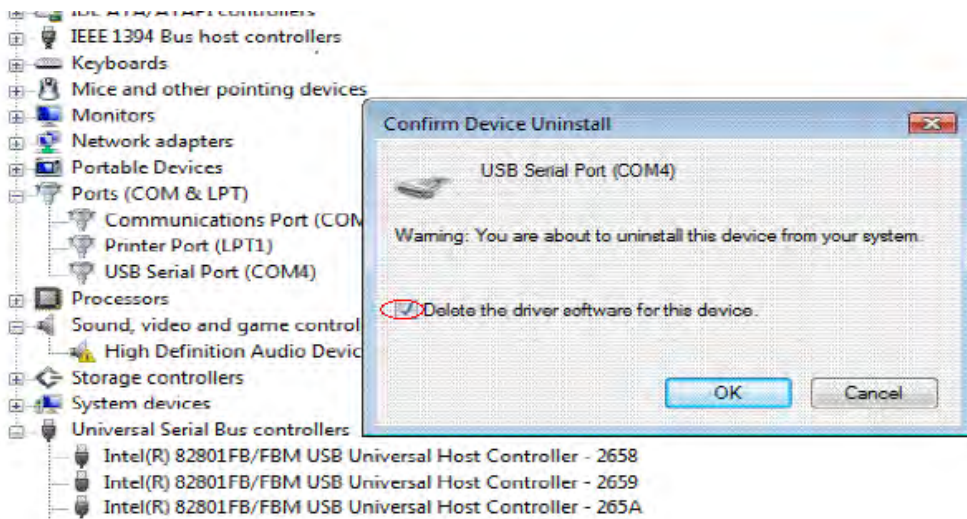 IDE ATA/ATAPI controllers
IEEE 1394 Bus host controllers
Keyboards
Mice and other pointing devices
Monitors
Network adapters
Portable Devices
Ports (COM & LPT)
Communications Port (COM
Printer Port (LPT1)
USB Serial Port (COM4)
Processors
Sound, video and game control
High Definition Audio Devic
Storage controllers
System devices
Universal Serial Bus controllers
Intel(R) 82801FB/FBM USB Universal Host Controller - 2658
Intel(R) 82801FB/FBM USB Universal Host Controller - 2659
Intel(R) 82801FB/FBM USB Universal Host Controller - 265A
Confirm Device Uninstall
USB Serial Port (COM4)
Warning: You are about to uninstall this device from your system.
Delete the driver software for this device.
OK
Cancel